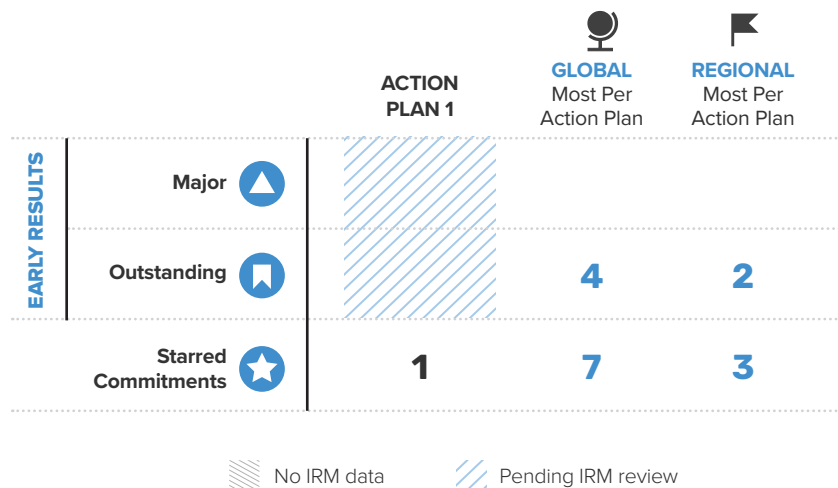 ACTION
PLAN 1
GLOBAL
Most Per
Action Plan
REGIONAL
Most Per
Action Plan
EARLY RESULTS
Major
Outstanding
4
2
Starred
Commitments
1
7
3
No IRM data
Pending IRM review